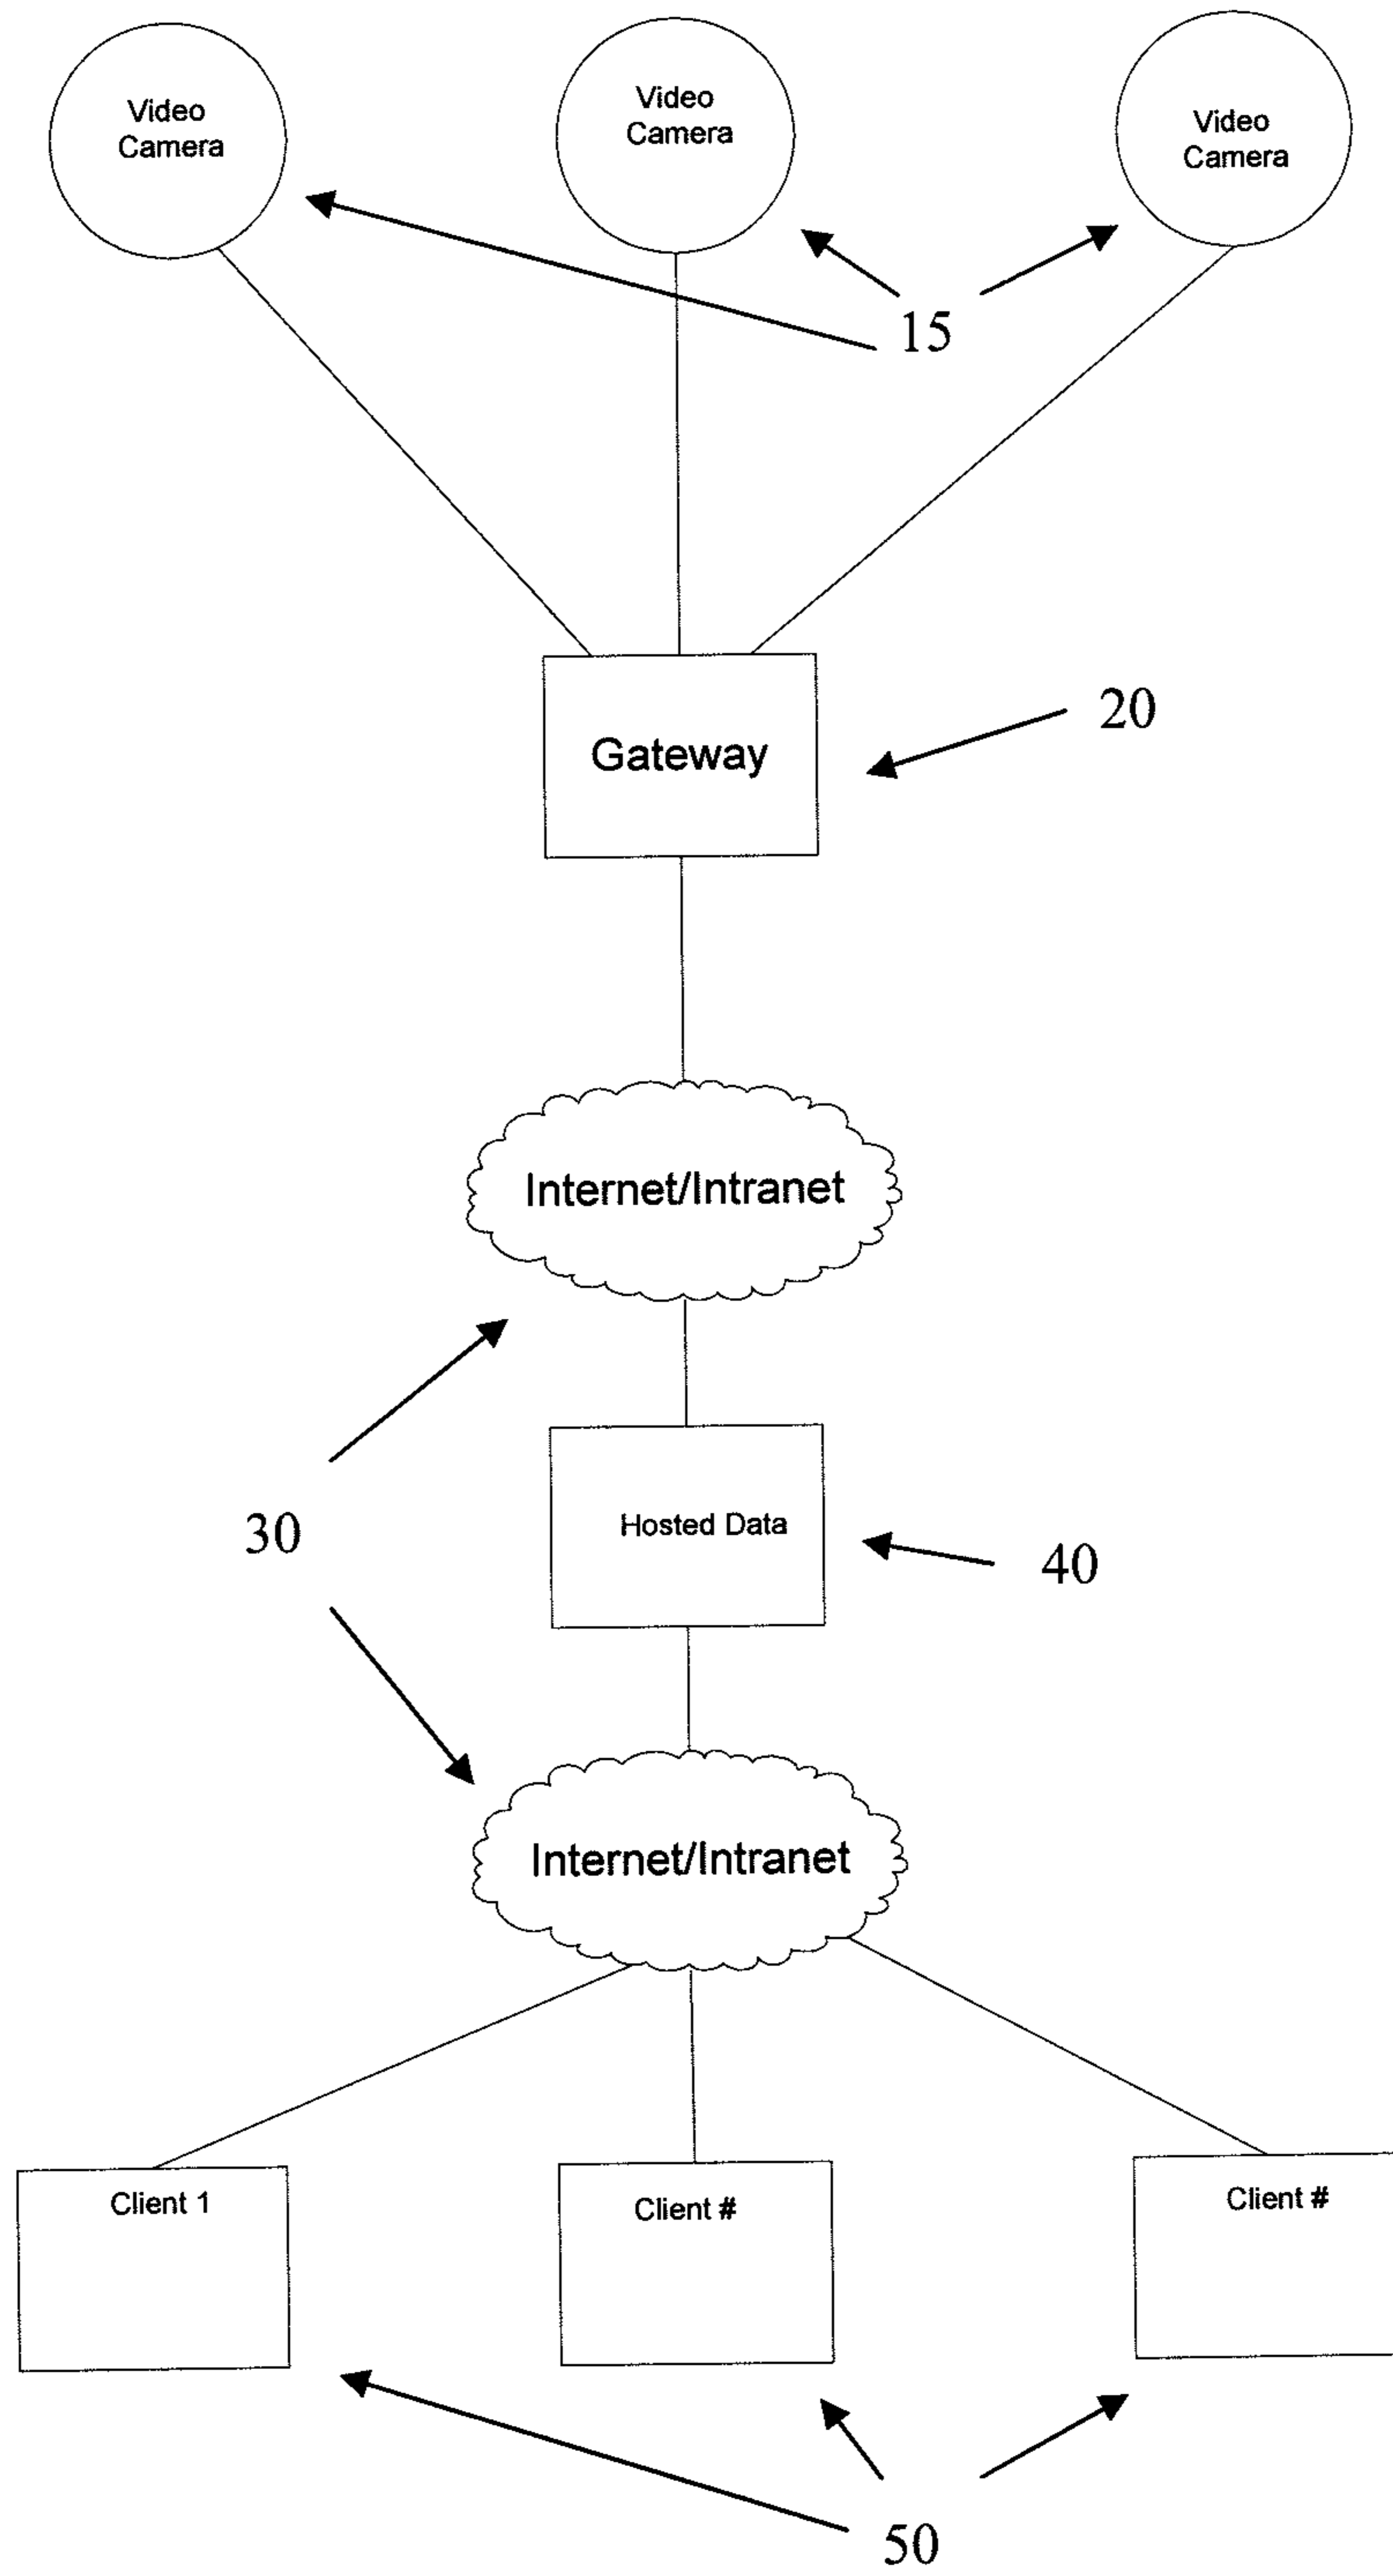 Video
Camera
Video
Camera
Video
Camera
15
20
Gateway
Internet/Intranet
30
Hosted Data
40
Internet/Intranet
Client 1
Client #
Client #
50